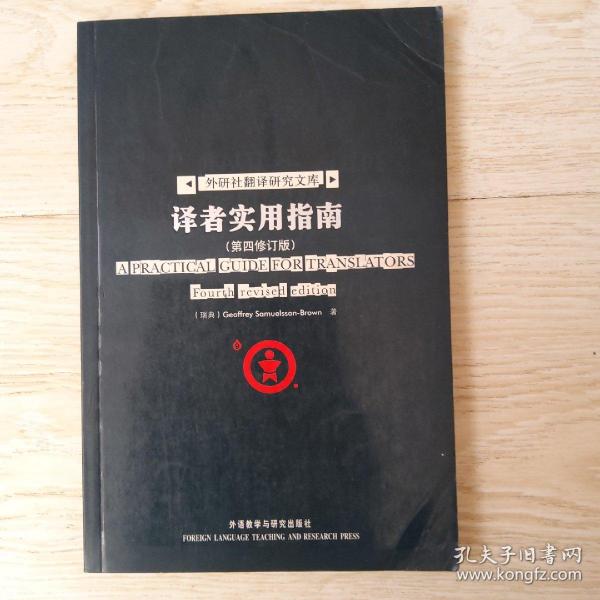 ◀ 外研社翻译研究文库 ▶
译者实用指南
(第四修订版)
A PRACTICAL GUIDE FOR TRANSLATORS
Fourth revised edition
(瑞典) Geoffrey Samuelsson-Brown 著
外语教学与研究出版社
FOREIGN LANGUAGE TEACHING AND RESEARCH PRESS
孔夫子旧书网
www.kongfz.com